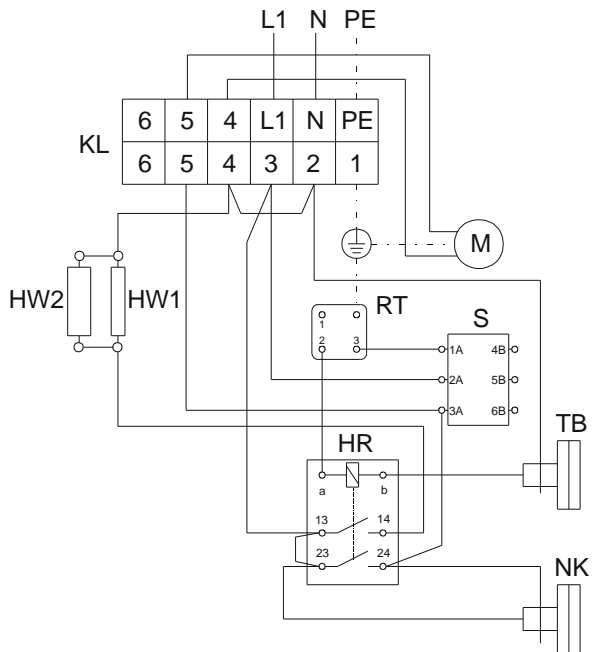 L1 N PE
KL
6 5 4 L1 N PE
6 5 4 3 2 1
M
HW2 HW1
RT
1
2 3
S
1A 4B
2A 5B
3A 6B
TB
HR
a b
13 14
23 24
NK